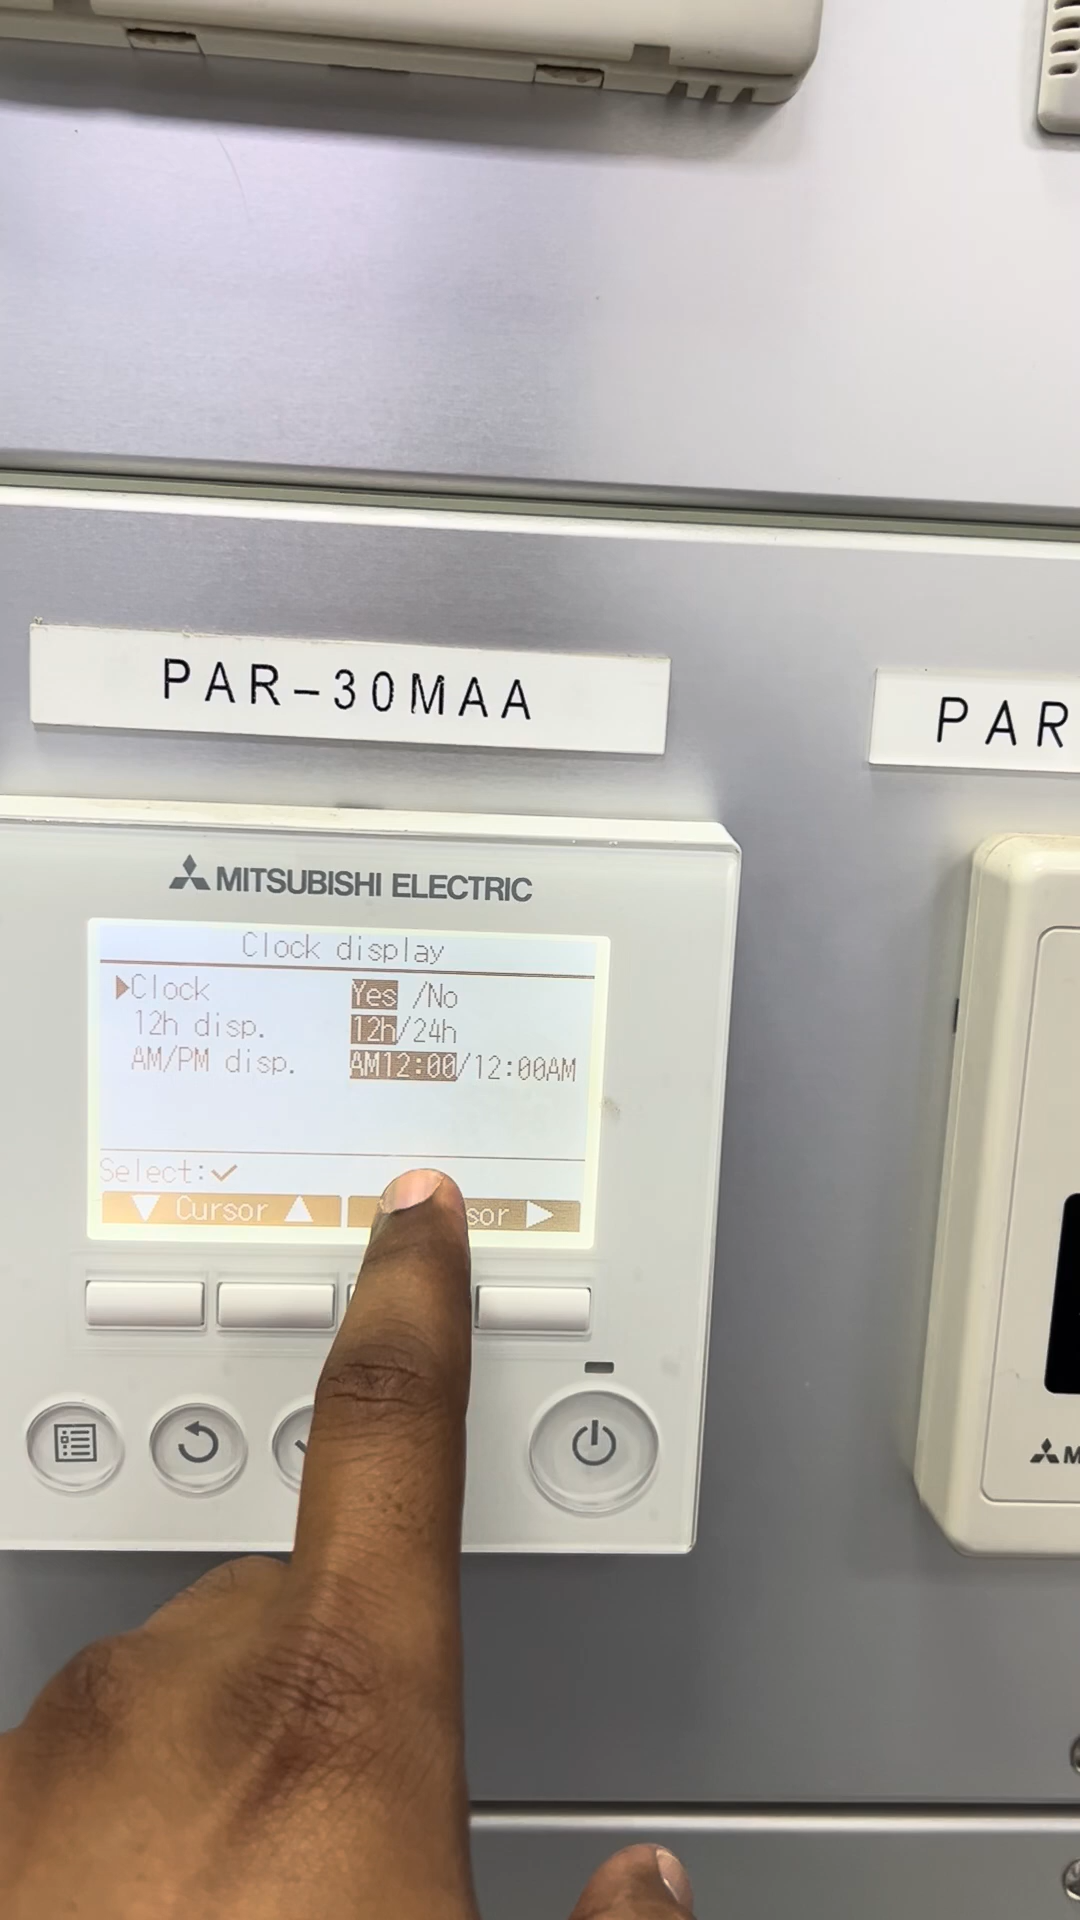 PAR-30MAA
PAR
MITSUBISHI ELECTRIC
Clock display
▶Clock Yes /No
12h disp. 12h/24h
AM/PM disp. AM12:00/12:00AM
Select:✓
▼ Cursor ▲ sor ▶
M